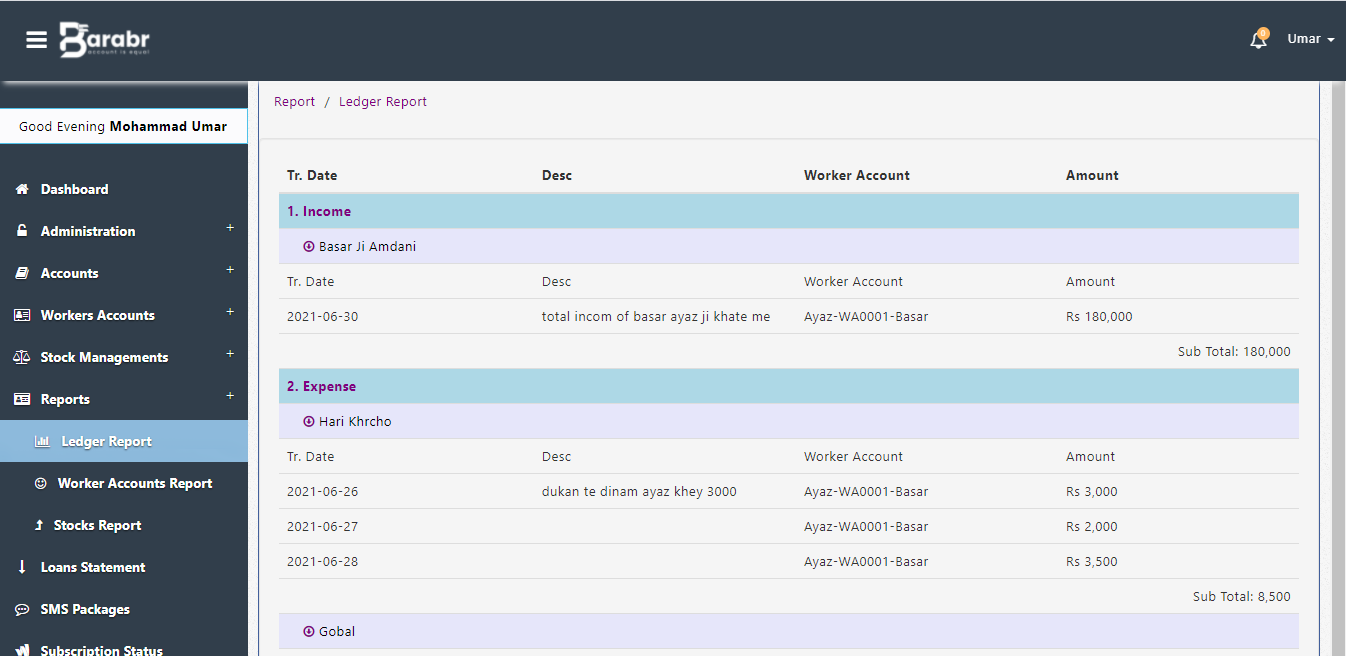 Barabr
account is equal
0
Umar
Good Evening Mohammad Umar
Dashboard
Administration +
Accounts +
Workers Accounts +
Stock Managements +
Reports +
Ledger Report
Worker Accounts Report
Stocks Report
Loans Statement
SMS Packages
Subscription Status
Report / Ledger Report
Tr. Date Desc Worker Account Amount
1. Income
Basar Ji Amdani
Tr. Date Desc Worker Account Amount
2021-06-30 total incom of basar ayaz ji khate me Ayaz-WA0001-Basar Rs 180,000
Sub Total: 180,000
2. Expense
Hari Khrcho
Tr. Date Desc Worker Account Amount
2021-06-26 dukan te dinam ayaz khey 3000 Ayaz-WA0001-Basar Rs 3,000
2021-06-27 Ayaz-WA0001-Basar Rs 2,000
2021-06-28 Ayaz-WA0001-Basar Rs 3,500
Sub Total: 8,500
Gobal